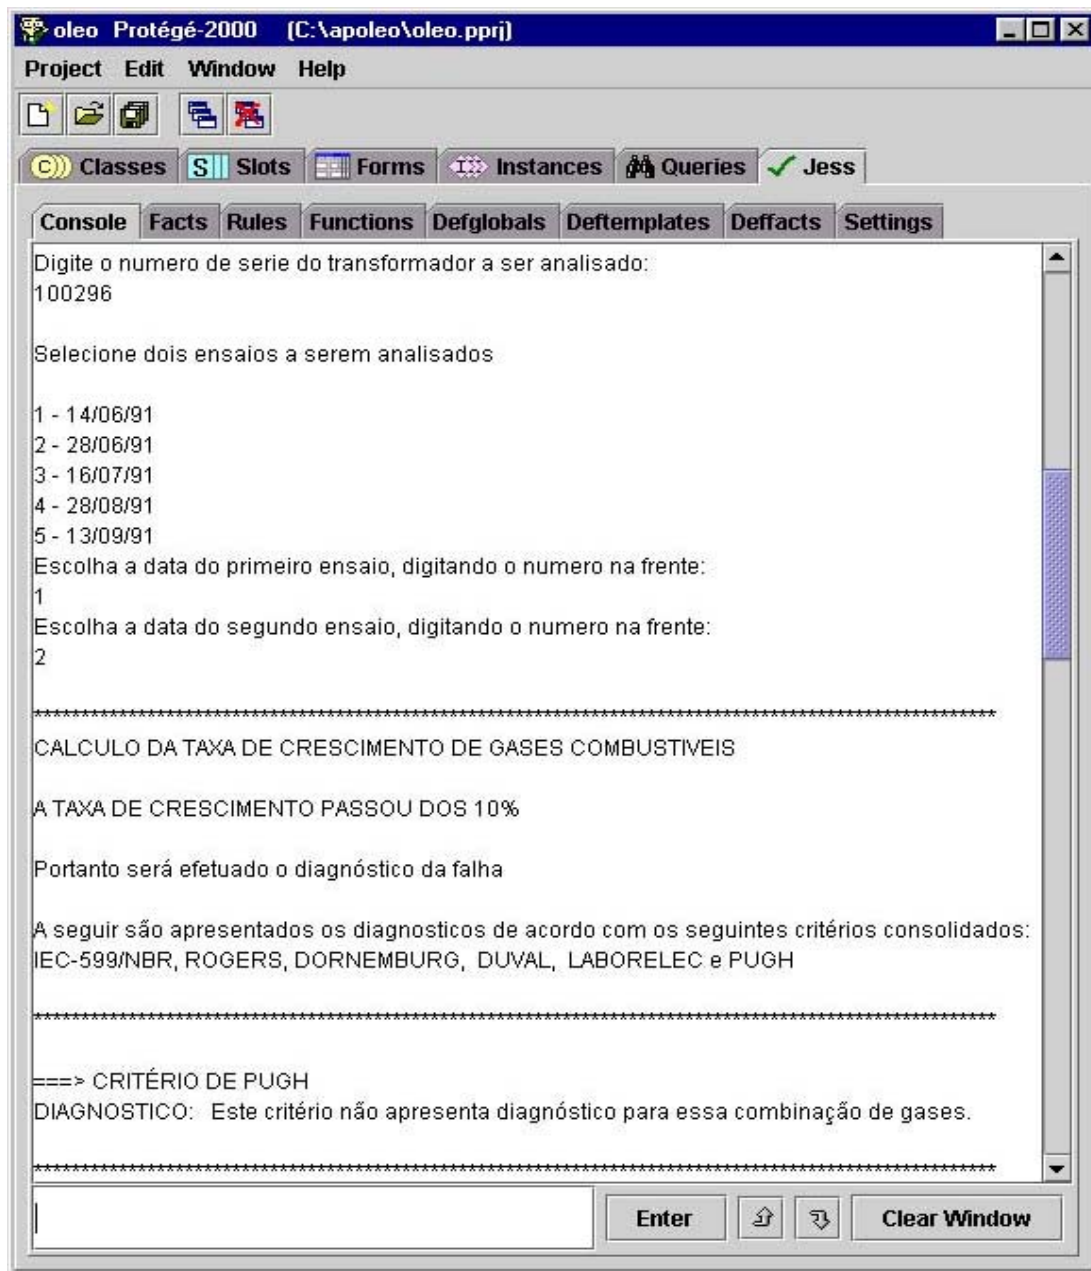 oleo Protégé-2000 (C:\apoleo\oleo.pprj)
Project Edit Window Help
C Classes S Slots Forms I Instances Queries Jess
Console Facts Rules Functions Defglobals Deftemplates Deffacts Settings
Digite o numero de serie do transformador a ser analisado:
100296
Selecione dois ensaios a serem analisados
1 - 14/06/91
2 - 28/06/91
3 - 16/07/91
4 - 28/08/91
5 - 13/09/91
Escolha a data do primeiro ensaio, digitando o numero na frente:
1
Escolha a data do segundo ensaio, digitando o numero na frente:
2
****************************************************************************************************
CALCULO DA TAXA DE CRESCIMENTO DE GASES COMBUSTIVEIS
A TAXA DE CRESCIMENTO PASSOU DOS 10%
Portanto será efetuado o diagnóstico da falha
A seguir são apresentados os diagnosticos de acordo com os seguintes critérios consolidados:
IEC-599/NBR, ROGERS, DORNEMBURG, DUVAL, LABORELEC e PUGH
****************************************************************************************************
===> CRITÉRIO DE PUGH
DIAGNOSTICO: Este critério não apresenta diagnóstico para essa combinação de gases.
****************************************************************************************************
Enter Clear Window